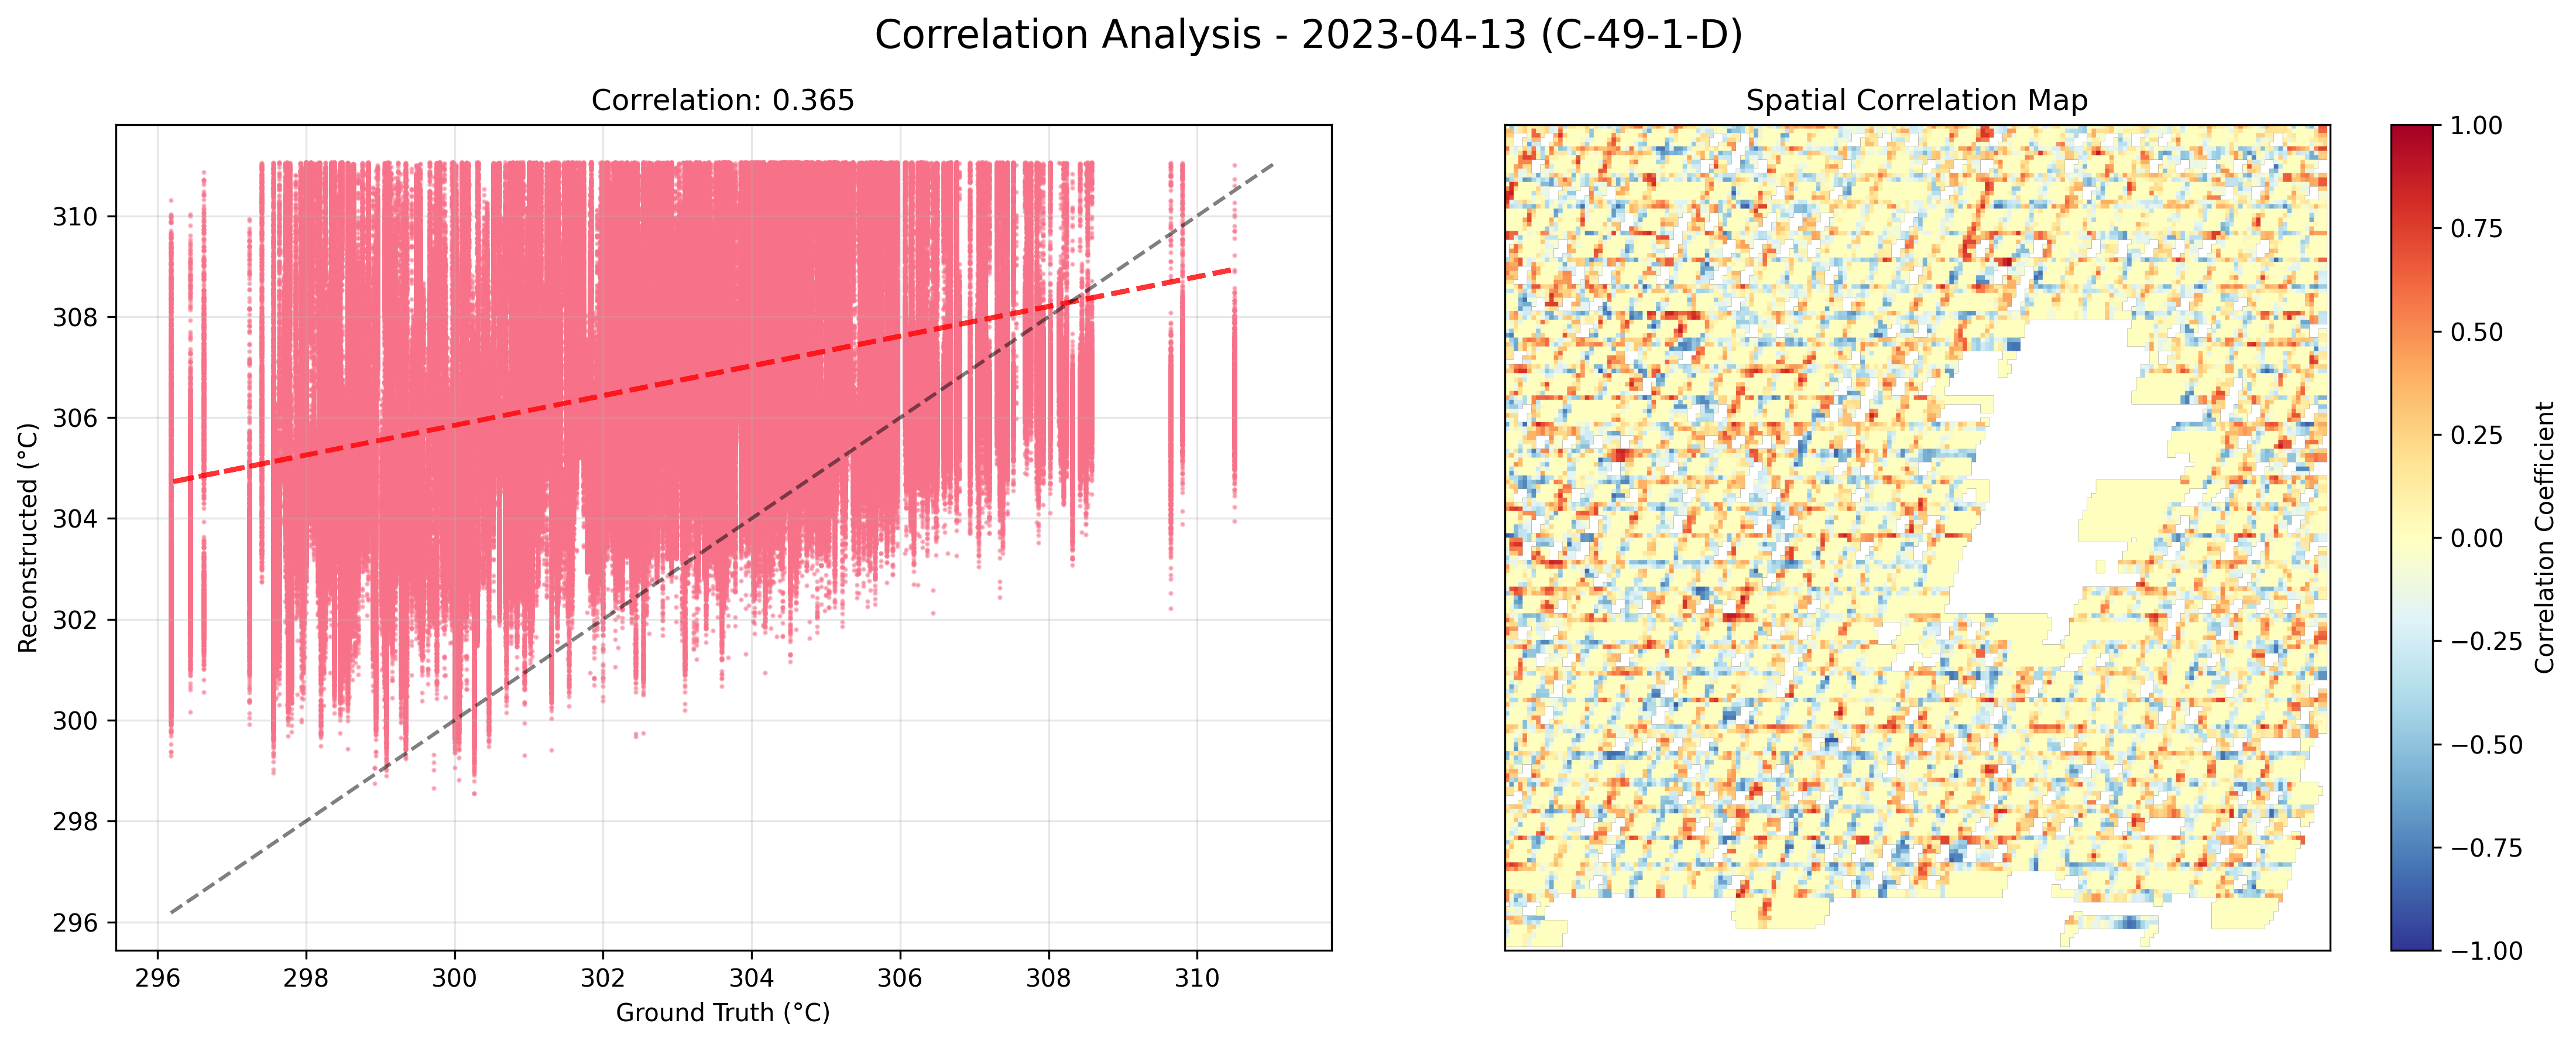 Correlation Analysis - 2023-04-13 (C-49-1-D)
Correlation: 0.365
Reconstructed (°C)
310
308
306
304
302
300
298
296
296 298 300 302 304 306 308 310
Ground Truth (°C)
Spatial Correlation Map
1.00
0.75
0.50
0.25
0.00
−0.25
−0.50
−0.75
−1.00
Correlation Coefficient